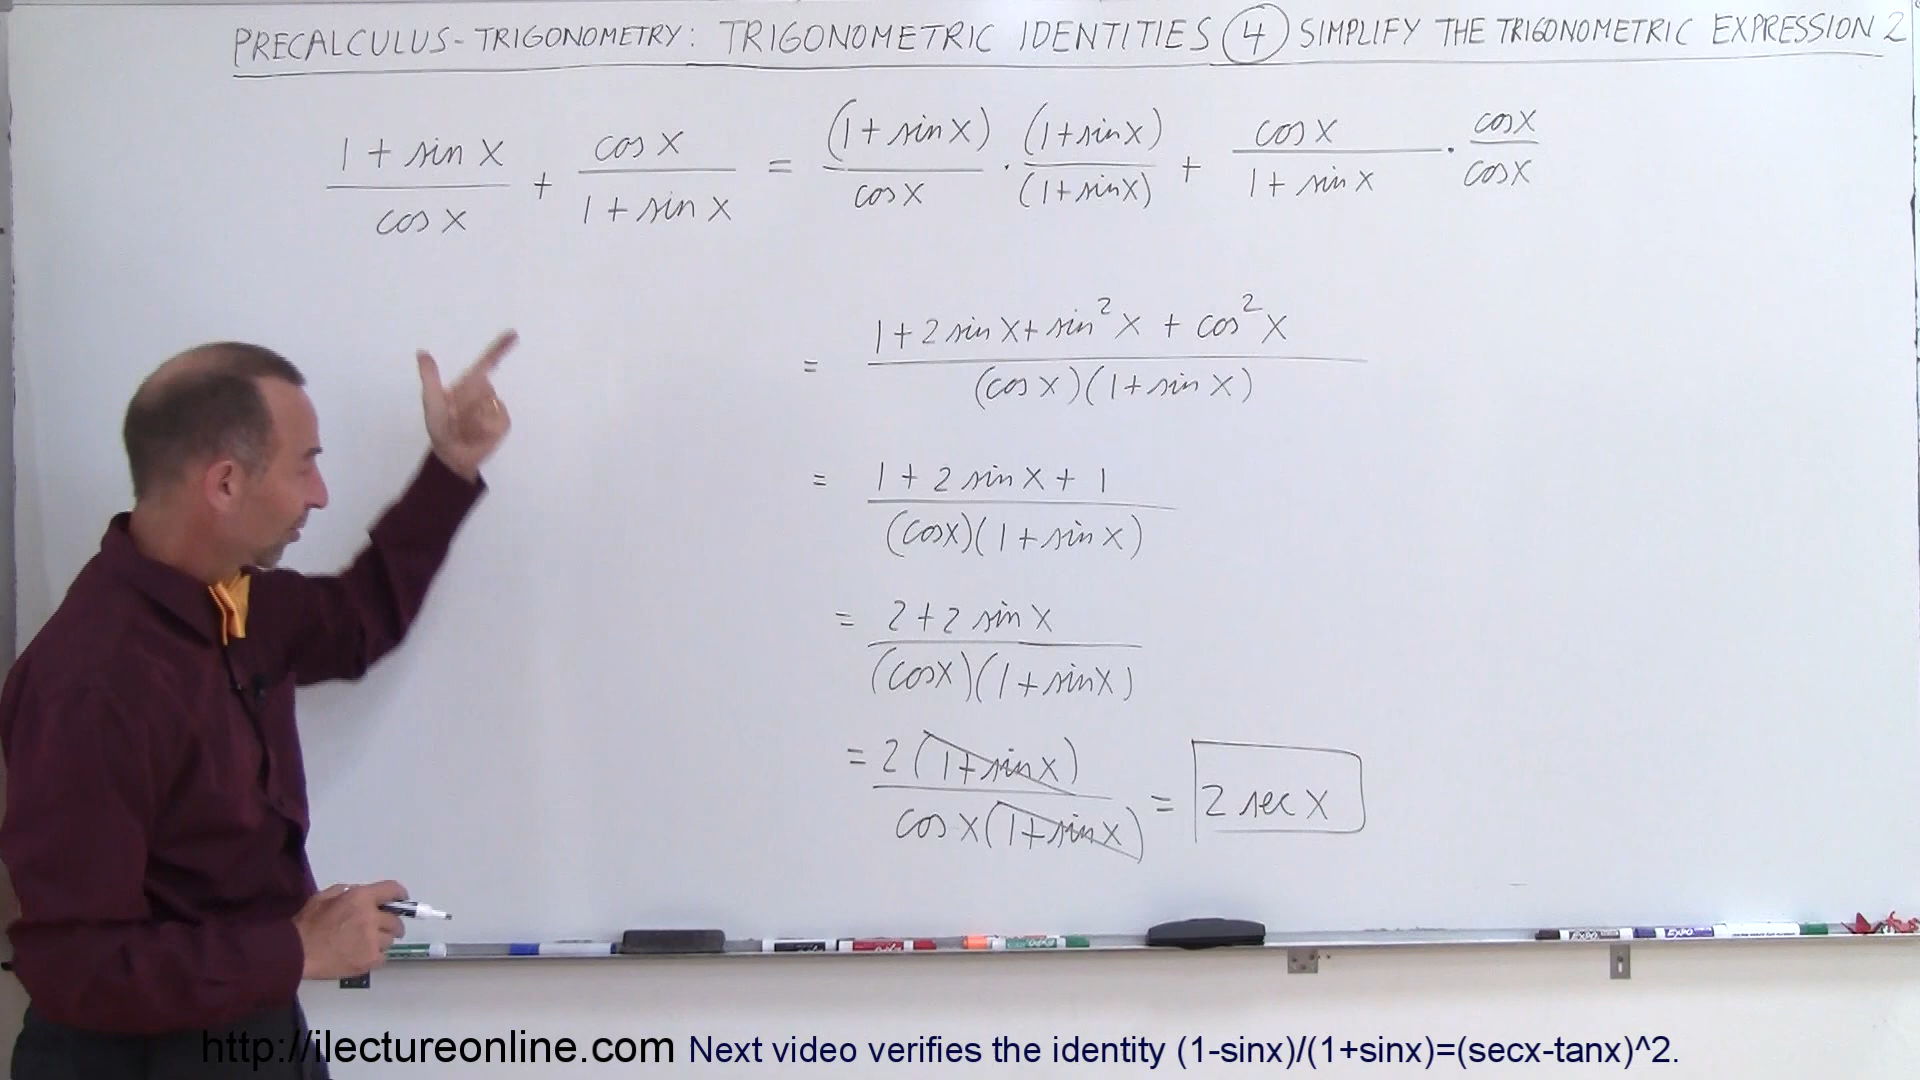 PRECALCULUS - TRIGONOMETRY: TRIGONOMETRIC IDENTITIES 4 SIMPLIFY THE TRIGONOMETRIC EXPRESSION 2
(1 + sin x)/(cos x) + (cos x)/(1 + sin x) = (1 + sin x)/(cos x) · (1 + sin x)/(1 + sin x) + (cos x)/(1 + sin x) · (cos x)/(cos x)
= (1 + 2 sin x + sin² x + cos² x)/((cos x)(1 + sin x))
= (1 + 2 sin x + 1)/((cos x)(1 + sin x))
= (2 + 2 sin x)/((cos x)(1 + sin x))
= 2(1 + sin x)/(cos x(1 + sin x)) = 2 sec x
EXPO EXPO
http://ilectureonline.com Next video verifies the identity (1-sinx)/(1+sinx)=(secx-tanx)^2.